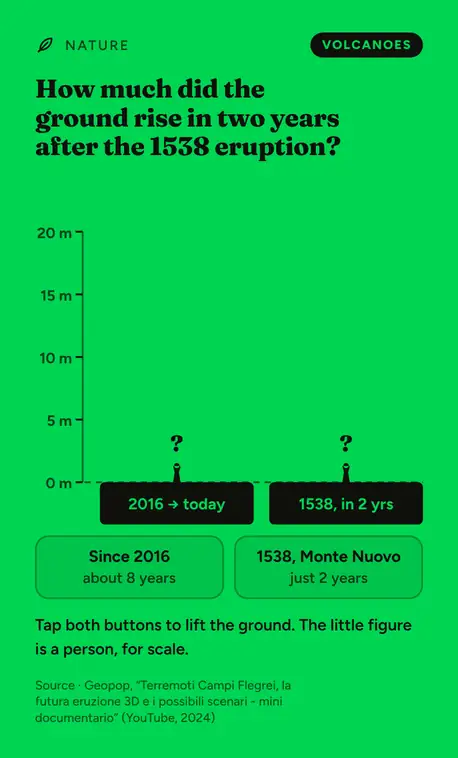 NATURE
VOLCANOES
How much did the
ground rise in two years
after the 1538 eruption?
20 m
15 m
10 m
5 m
0 m
? ?
2016 → today
1538, in 2 yrs
Since 2016
about 8 years
1538, Monte Nuovo
just 2 years
Tap both buttons to lift the ground. The little figure
is a person, for scale.
Source · Geopop, “Terremoti Campi Flegrei, la
futura eruzione 3D e i possibili scenari - mini
documentario” (YouTube, 2024)